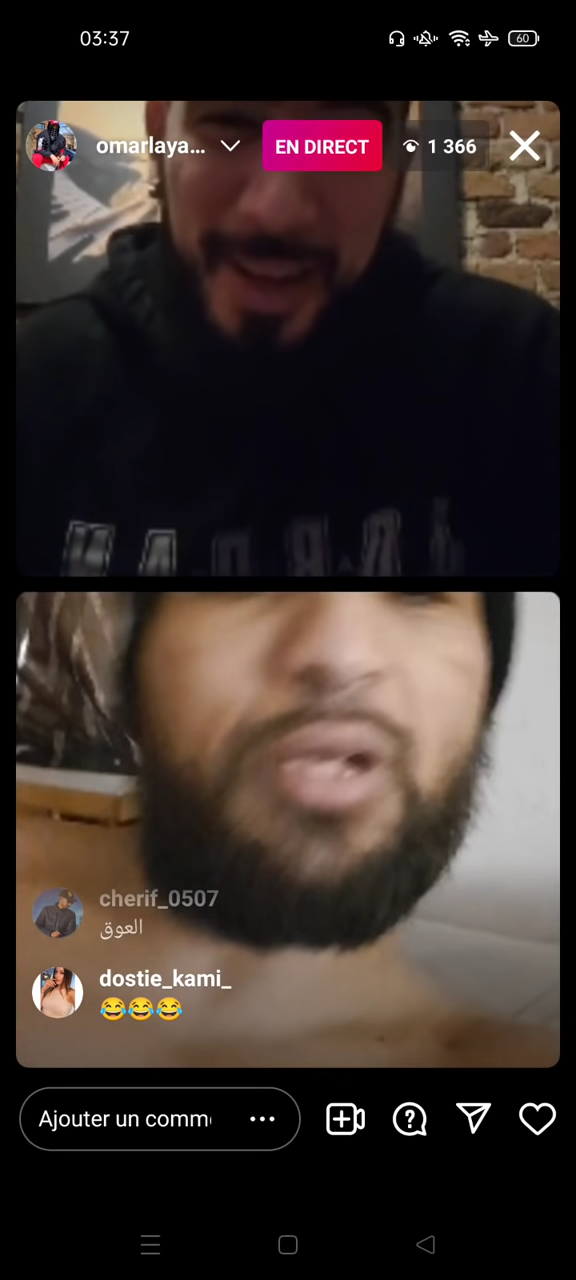 03:37
60
omarlaya... EN DIRECT 1 366
cherif_0507
العوق
dostie_kami_
😂😂😂
Ajouter un comm